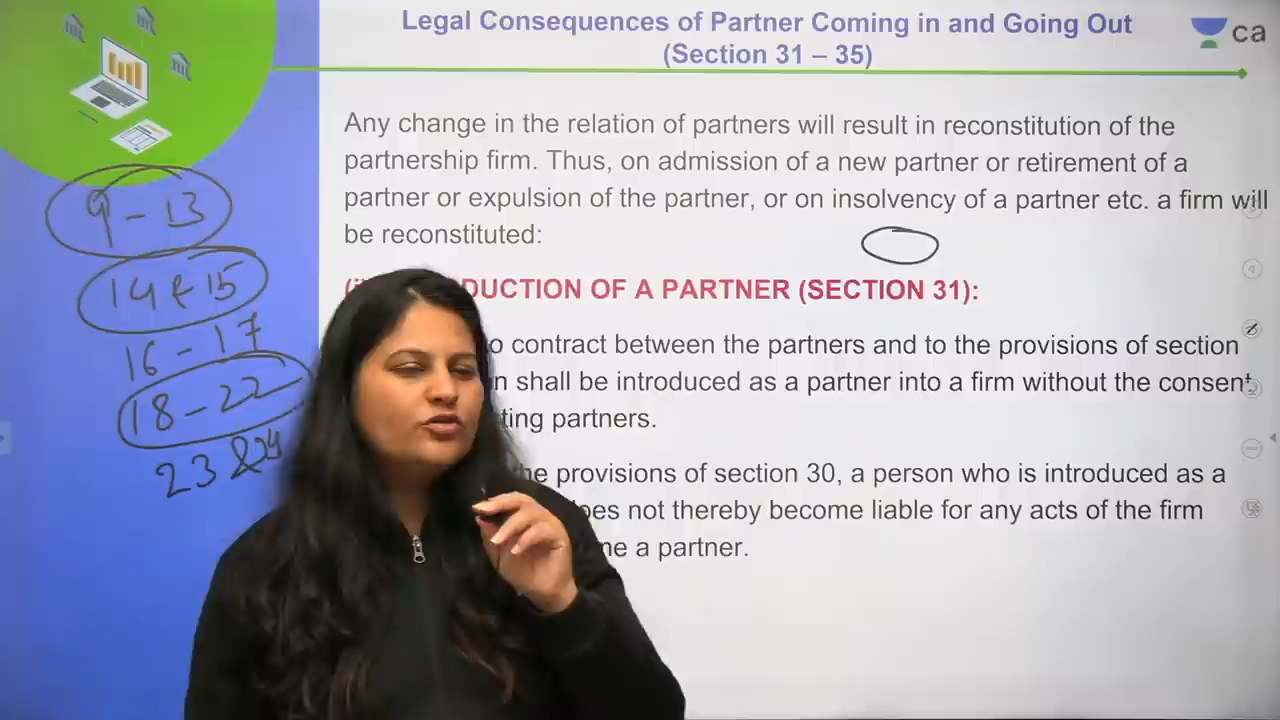 Legal Consequences of Partner Coming in and Going Out
(Section 31 – 35)
ca
Any change in the relation of partners will result in reconstitution of the
partnership firm. Thus, on admission of a new partner or retirement of a
partner or expulsion of the partner, or on insolvency of a partner etc. a firm will
be reconstituted:
DUCTION OF A PARTNER (SECTION 31):
o contract between the partners and to the provisions of section
n shall be introduced as a partner into a firm without the consent
ting partners.
he provisions of section 30, a person who is introduced as a
oes not thereby become liable for any acts of the firm
me a partner.
9 – 13
14 & 15
16 – 17
18 – 22
23 & 24